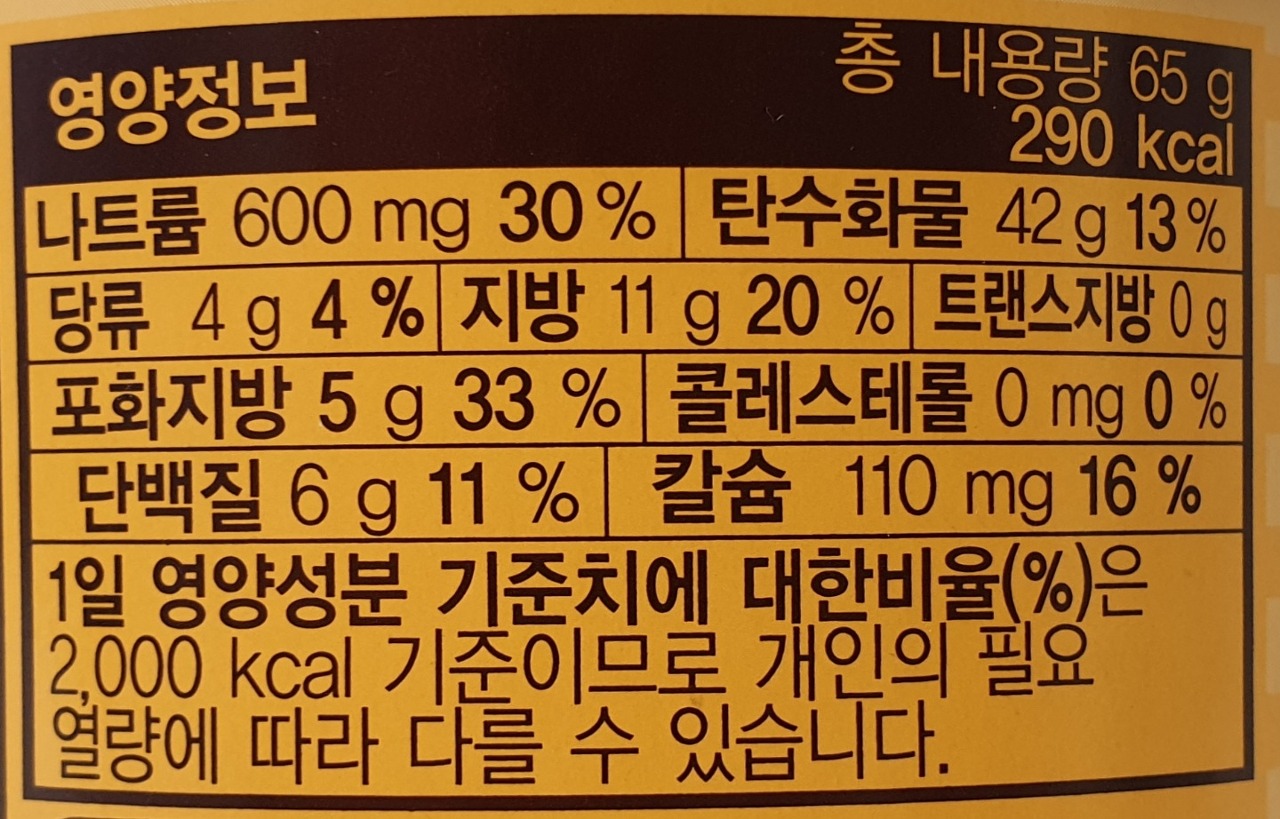 영양정보
총 내용량 65 g
290 kcal
나트륨 600 mg 30 % 탄수화물 42 g 13 %
당류 4 g 4 % 지방 11 g 20 % 트랜스지방 0 g
포화지방 5 g 33 % 콜레스테롤 0 mg 0 %
단백질 6 g 11 % 칼슘 110 mg 16 %
1일 영양성분 기준치에 대한비율(%)은
2,000 kcal 기준이므로 개인의 필요
열량에 따라 다를 수 있습니다.